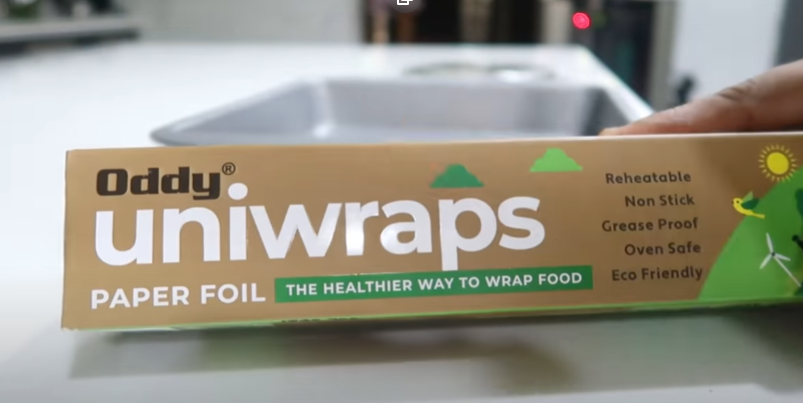 Oddy®
uniwraps
PAPER FOIL
THE HEALTHIER WAY TO WRAP FOOD
Reheatable
Non Stick
Grease Proof
Oven Safe
Eco Friendly